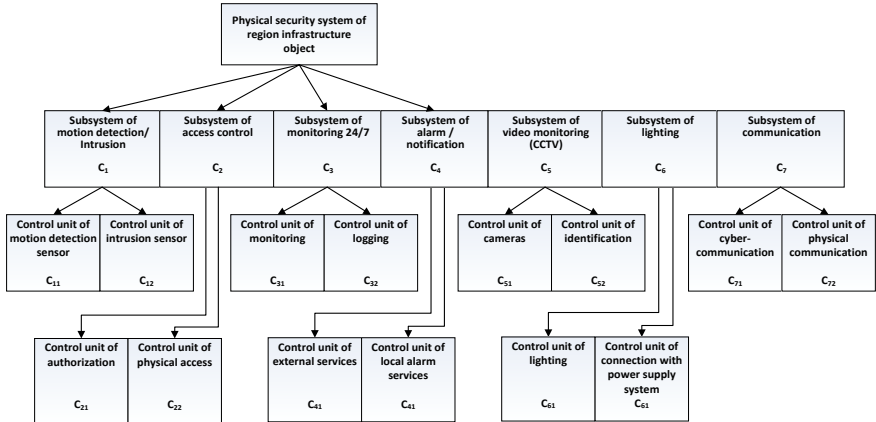 Physical security system of
region infrastructure
object
Subsystem of
motion detection/
Intrusion
C₁
Subsystem of
access control
C₂
Subsystem of
monitoring 24/7
C₃
Subsystem of
alarm /
notification
C₄
Subsystem of
video monitoring
(CCTV)
C₅
Subsystem of
lighting
C₆
Subsystem of
communication
C₇
Control unit of
motion detection
sensor
C₁₁
Control unit of
intrusion sensor
C₁₂
Control unit of
monitoring
C₃₁
Control unit of
logging
C₃₂
Control unit of
cameras
C₅₁
Control unit of
identification
C₅₂
Control unit of
cyber-
communication
C₇₁
Control unit of
physical
communication
C₇₂
Control unit of
authorization
C₂₁
Control unit of
physical access
C₂₂
Control unit of
external services
C₄₁
Control unit of
local alarm
services
C₄₁
Control unit of
lighting
C₆₁
Control unit of
connection with
power supply
system
C₆₁